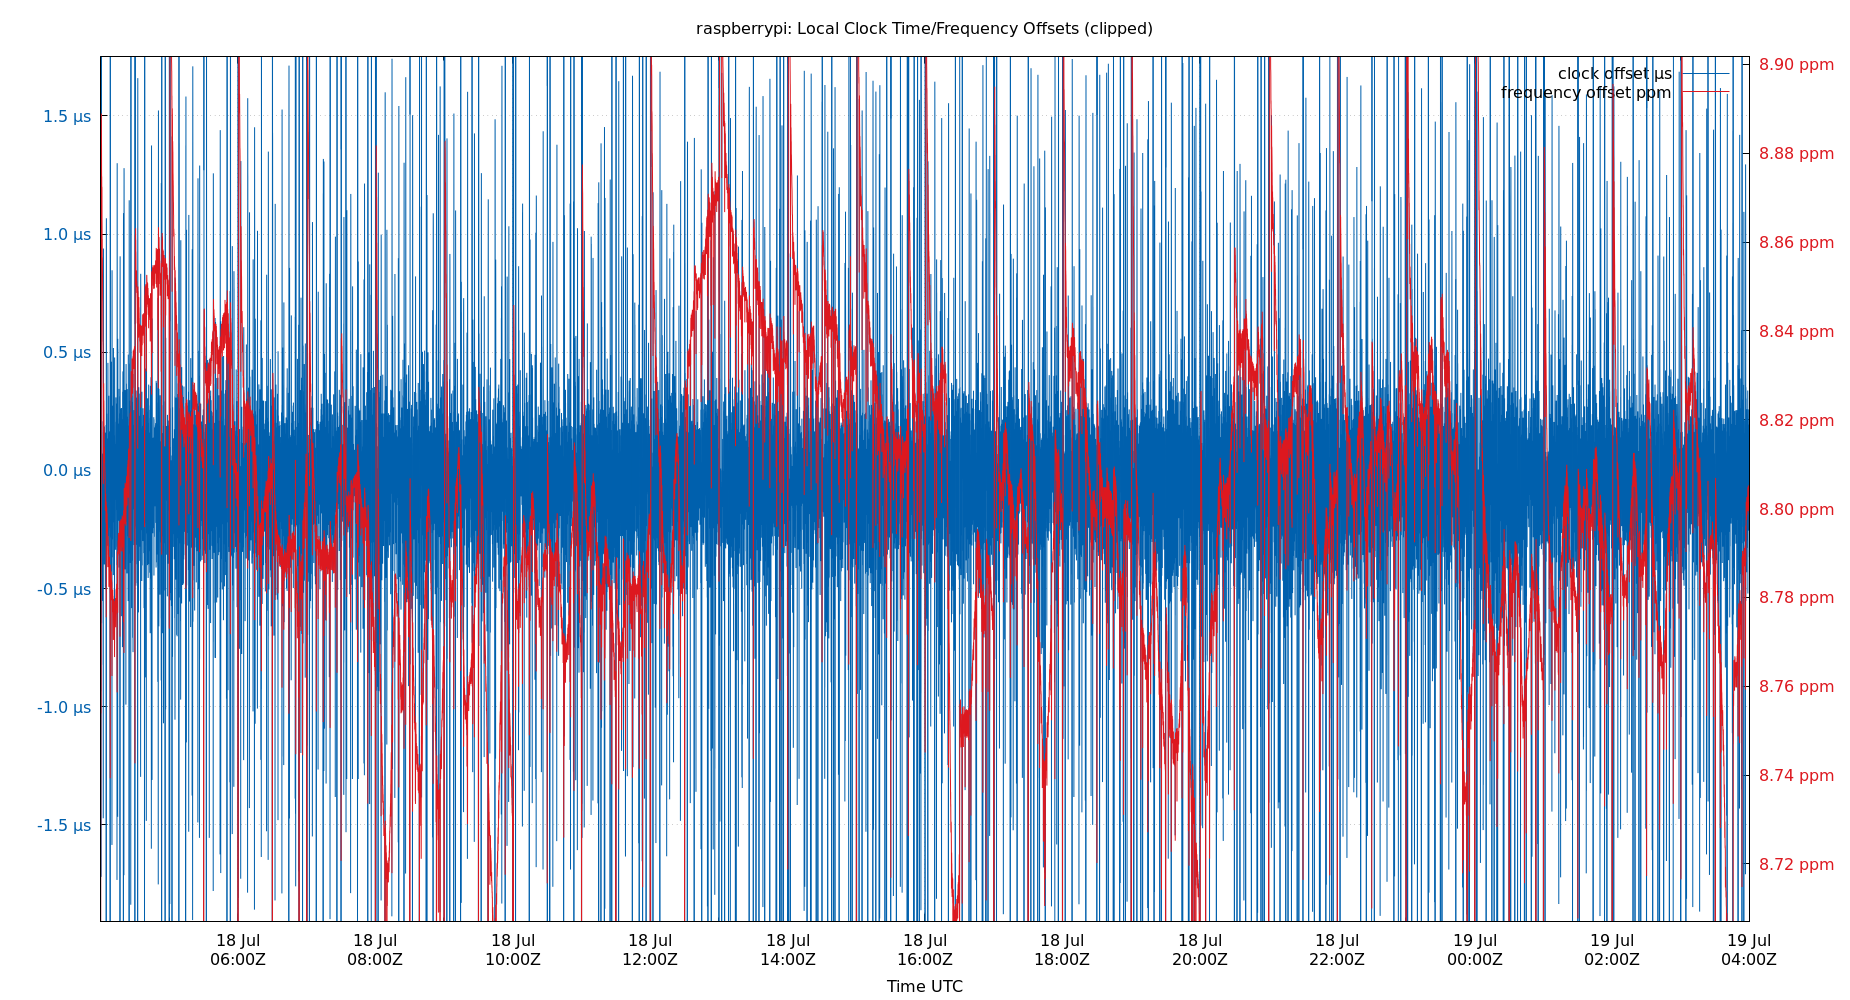 raspberrypi: Local Clock Time/Frequency Offsets (clipped)
clock offset µs
frequency offset ppm
1.5 µs
1.0 µs
0.5 µs
0.0 µs
-0.5 µs
-1.0 µs
-1.5 µs
8.90 ppm
8.88 ppm
8.86 ppm
8.84 ppm
8.82 ppm
8.80 ppm
8.78 ppm
8.76 ppm
8.74 ppm
8.72 ppm
18 Jul 18 Jul 18 Jul 18 Jul 18 Jul 18 Jul 18 Jul 18 Jul 18 Jul 19 Jul 19 Jul 19 Jul
06:00Z 08:00Z 10:00Z 12:00Z 14:00Z 16:00Z 18:00Z 20:00Z 22:00Z 00:00Z 02:00Z 04:00Z
Time UTC